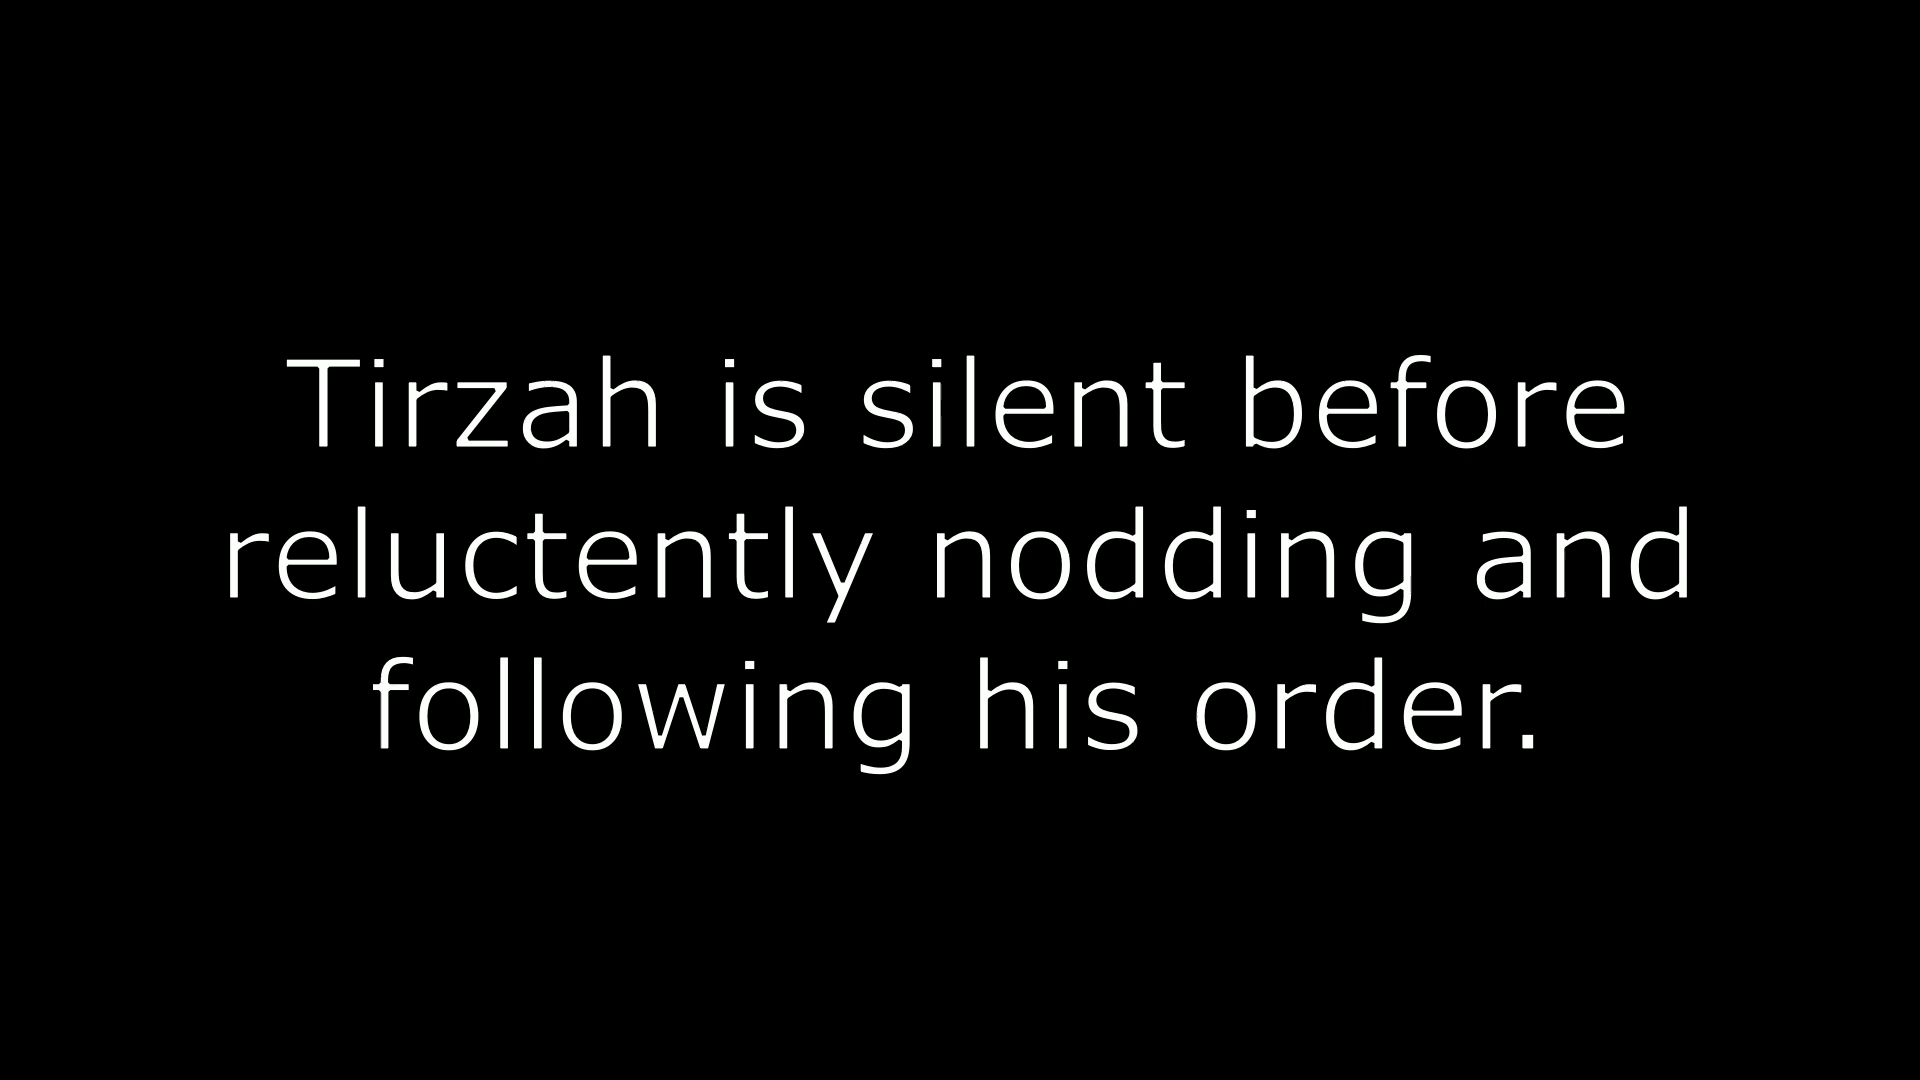 Tirzah is silent before
reluctently nodding and
following his order.